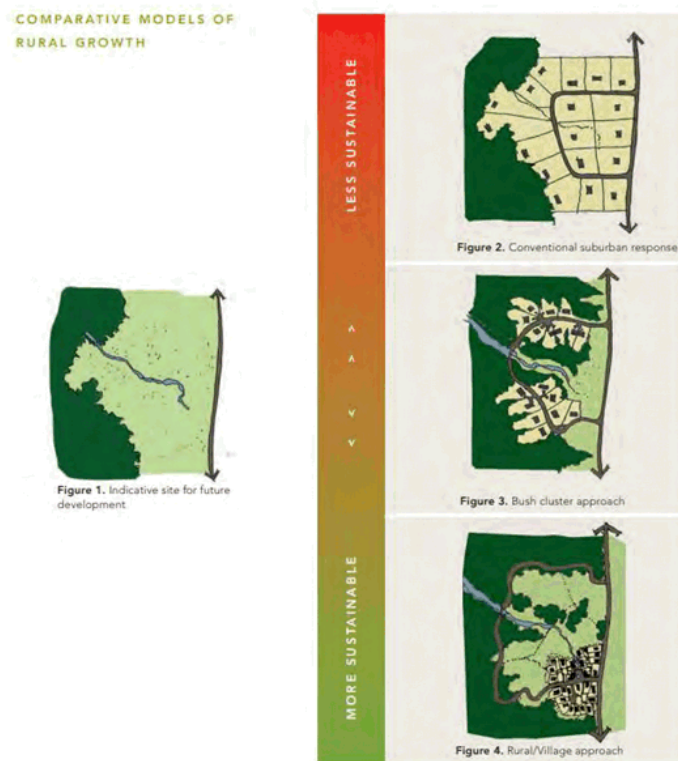 COMPARATIVE MODELS OF
RURAL GROWTH
LESS SUSTAINABLE
Figure 2. Conventional suburban response
Figure 1. Indicative site for future
development
Figure 3. Bush cluster approach
MORE SUSTAINABLE
Figure 4. Rural/Village approach